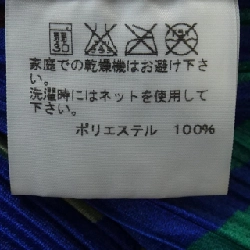 家庭での乾燥機はお避け下さ
い。
洗濯時にはネットを使用して
下さい。
ポリエステル 100%